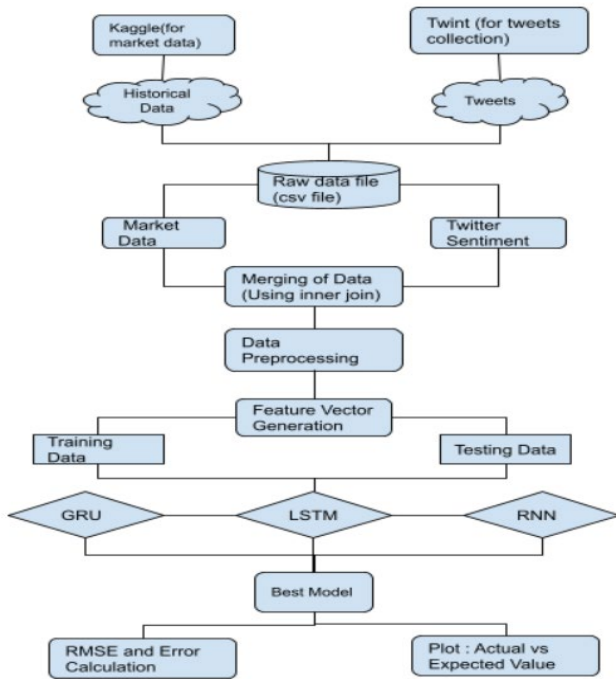 Kaggle(for
market data)
Twint (for tweets
collection)
Historical
Data
Tweets
Raw data file
(csv file)
Market
Data
Twitter
Sentiment
Merging of Data
(Using inner join)
Data
Preprocessing
Feature Vector
Generation
Training
Data
Testing Data
GRU
LSTM
RNN
Best Model
RMSE and Error
Calculation
Plot : Actual vs
Expected Value